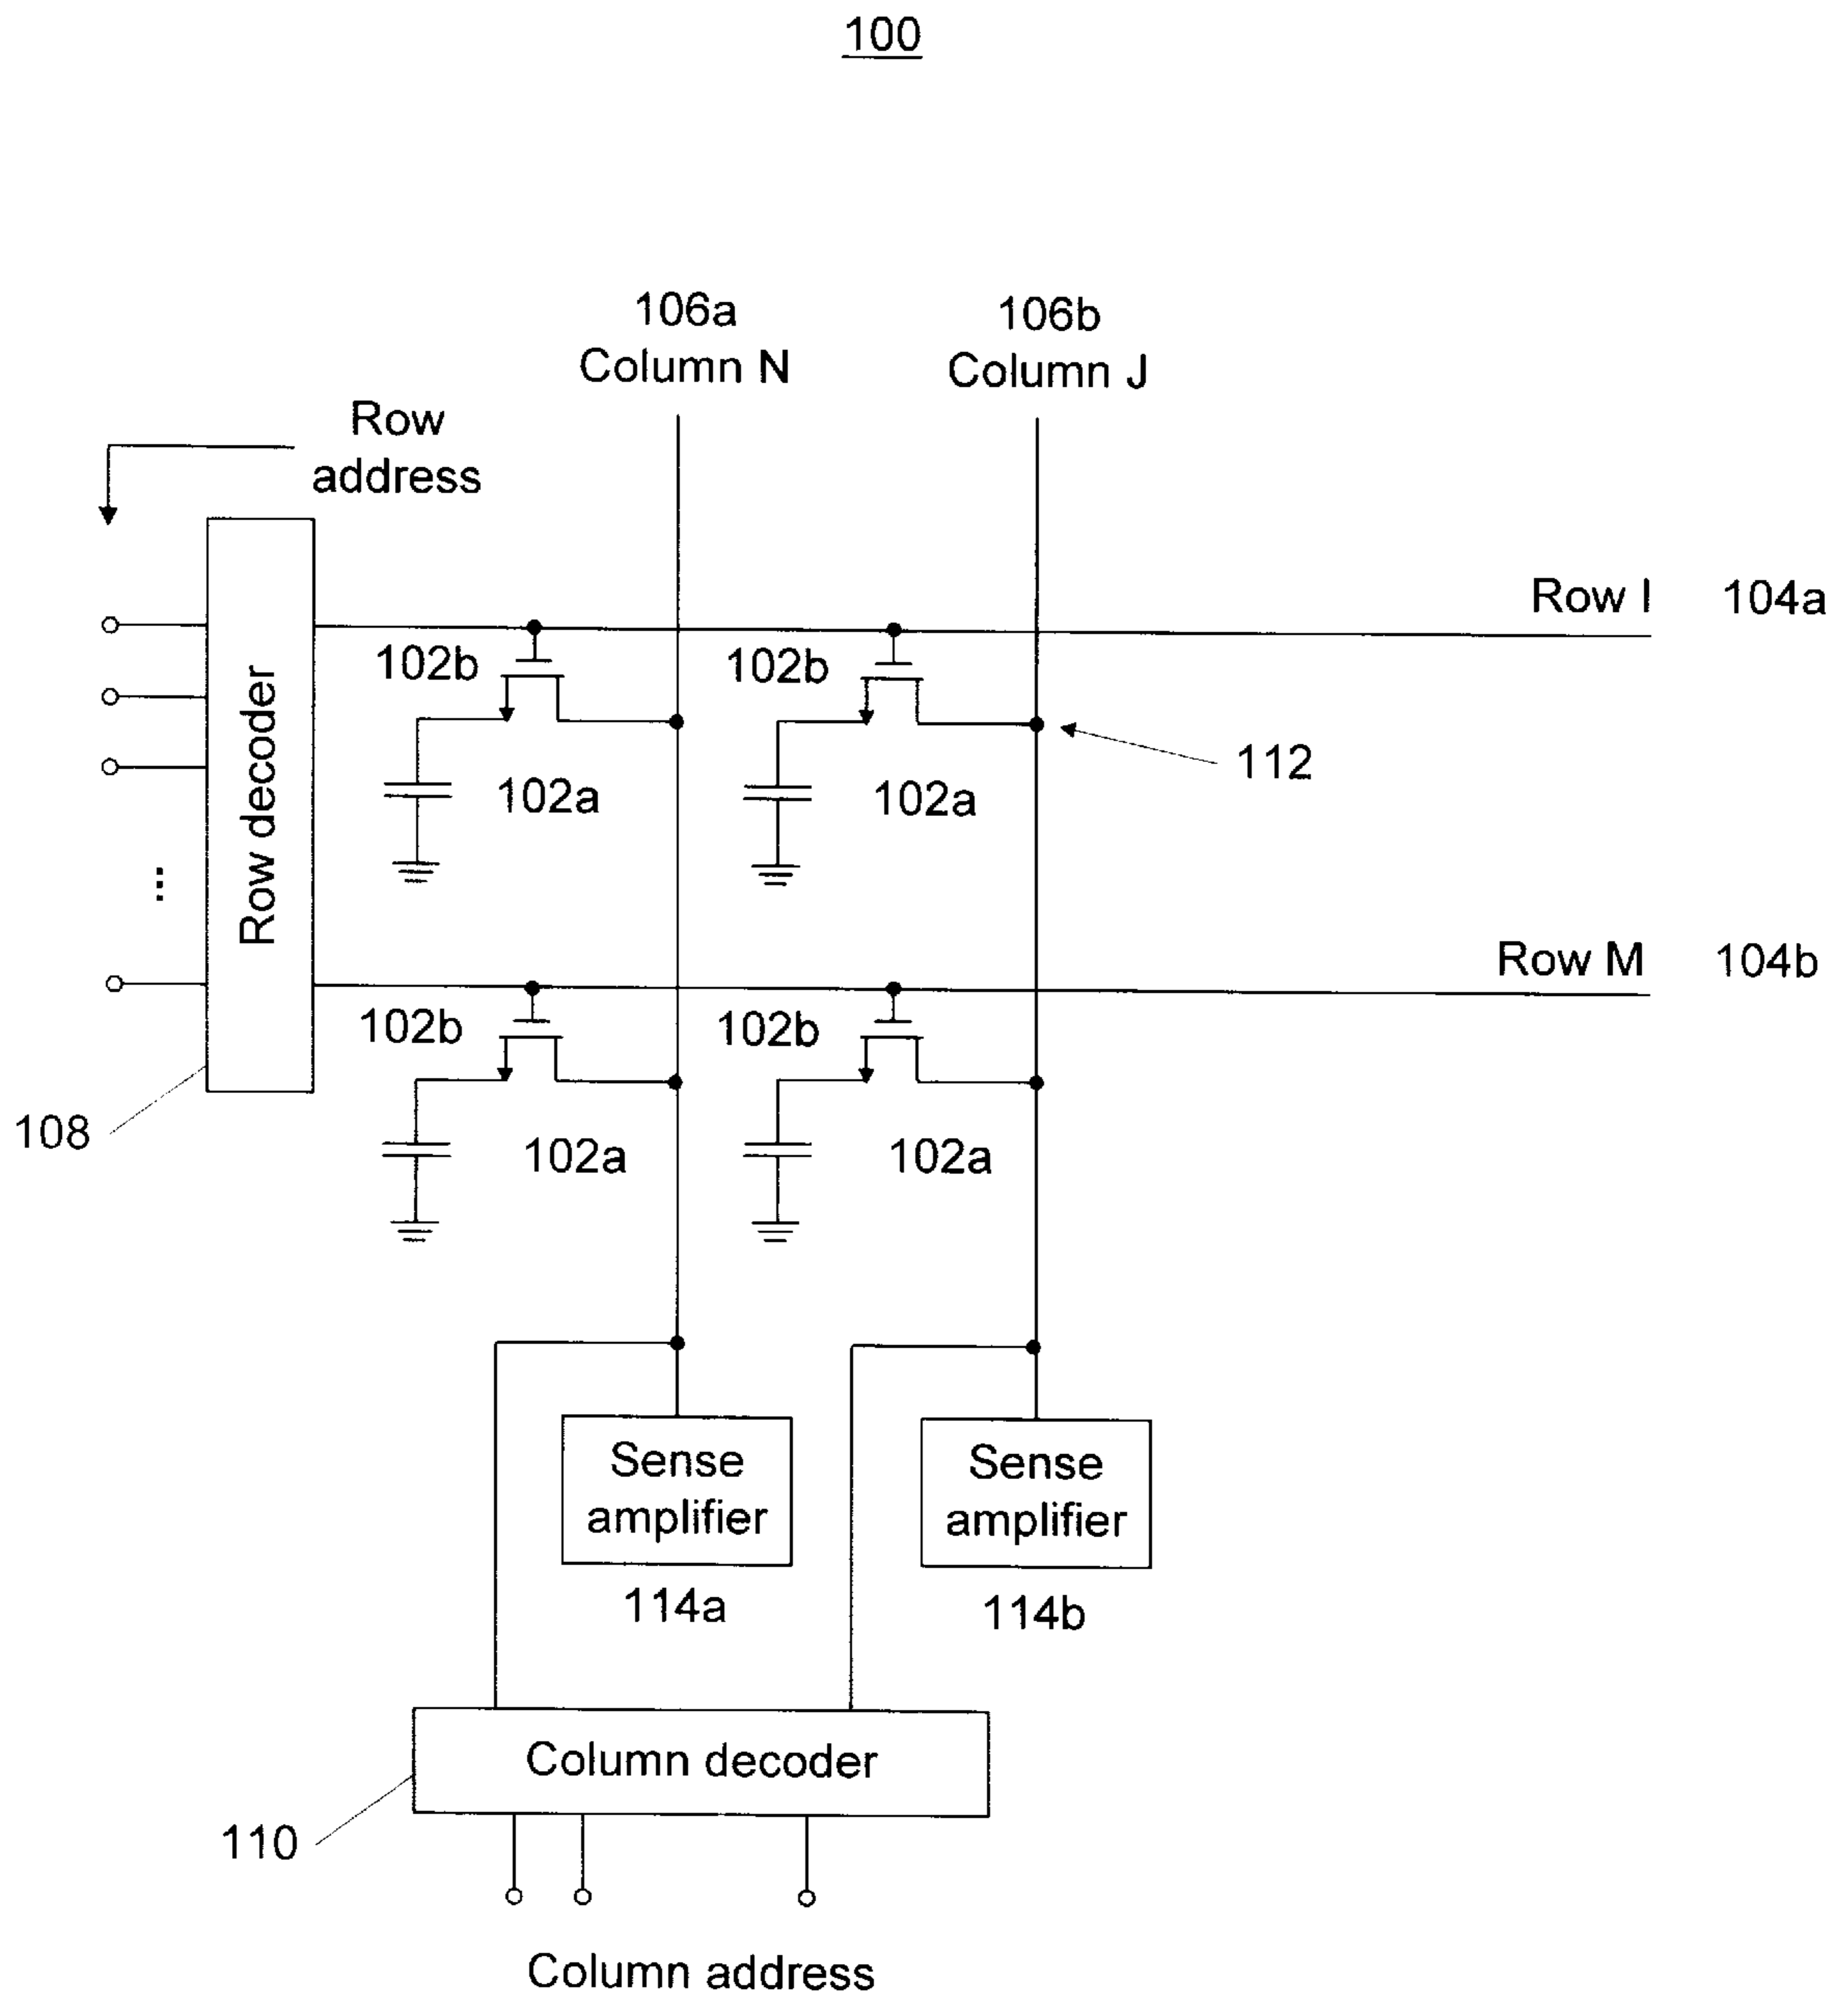 100
106a
Column N
106b
Column J
Row
address
Row I 104a
102b
102b
112
102a
102a
Row decoder
...
Row M 104b
102b
102b
108
102a
102a
Sense
amplifier
Sense
amplifier
114a
114b
Column decoder
110
Column address